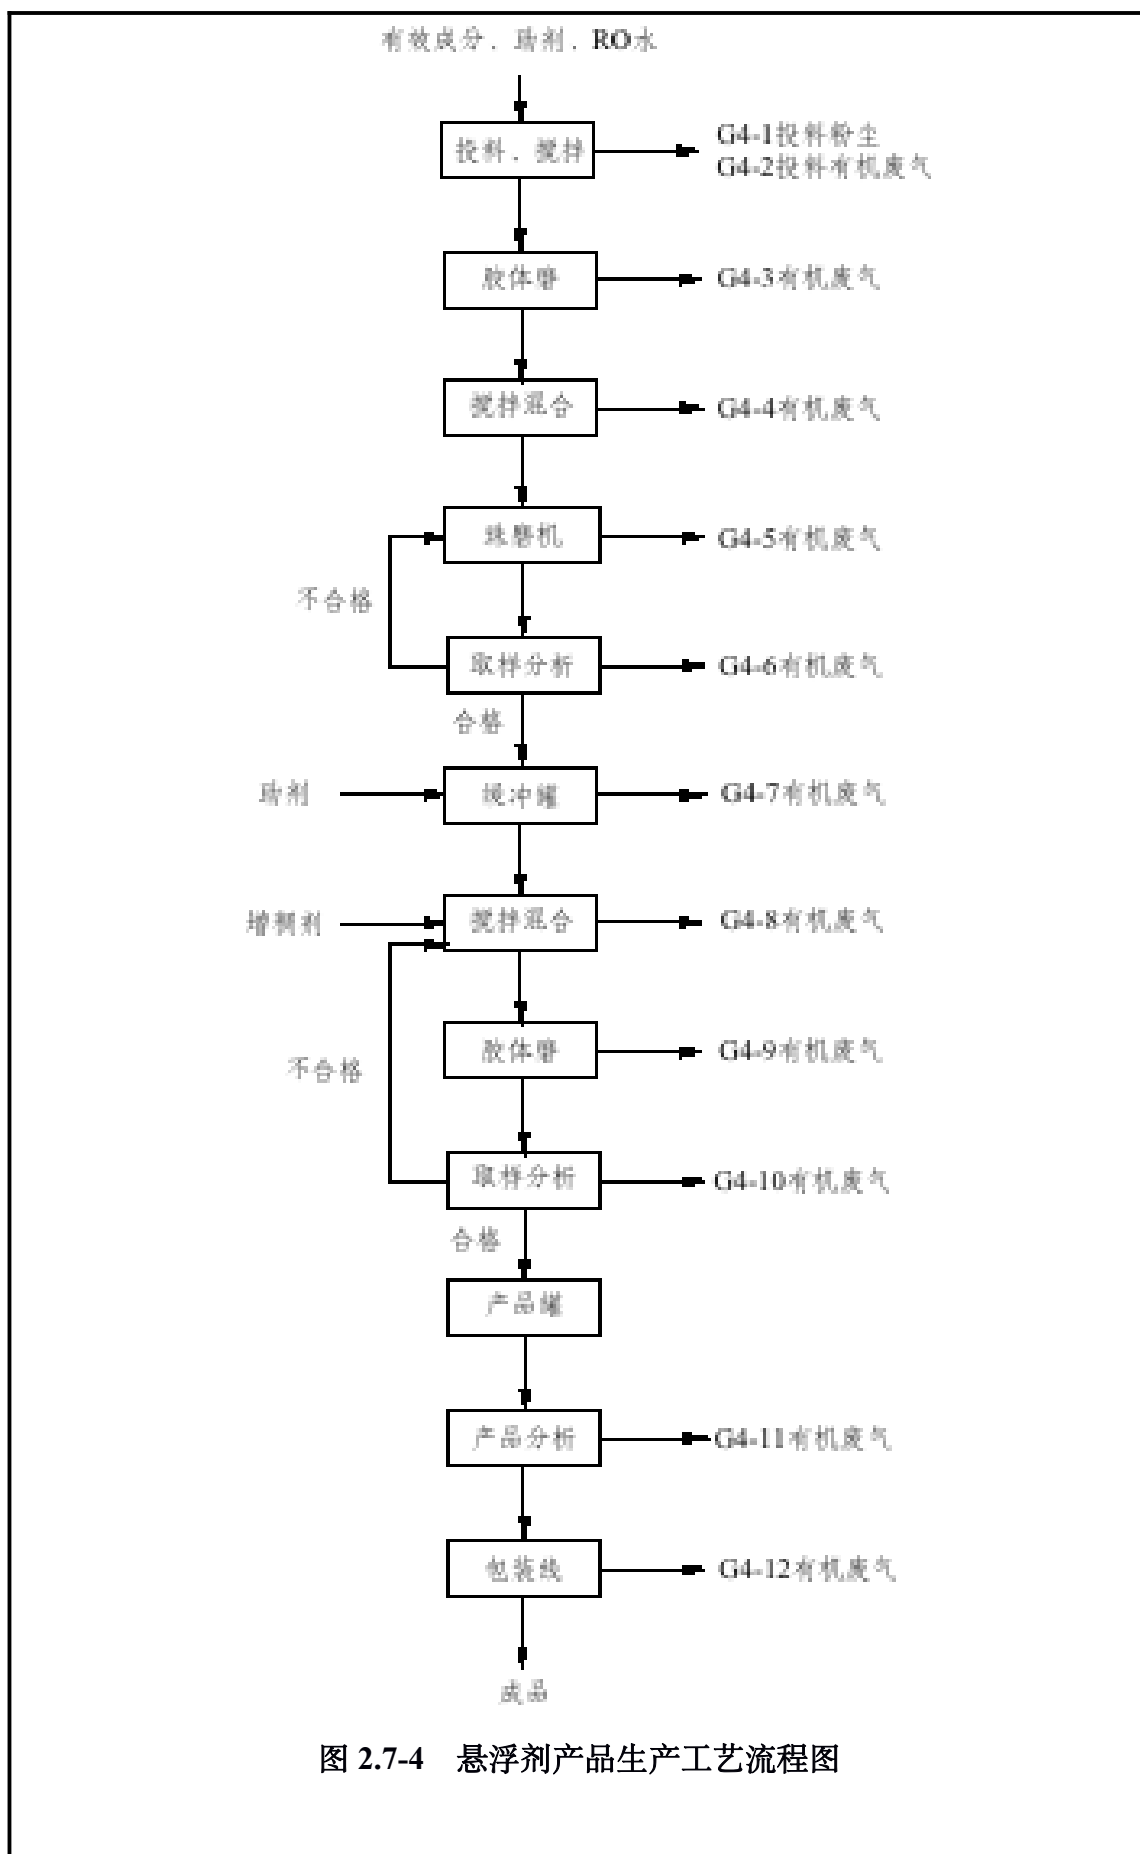 有效成分、助剂、RO水
投料、搅拌
G4-1投料粉尘
G4-2投料有机废气
胶体磨
G4-3有机废气
搅拌混合
G4-4有机废气
珠磨机
G4-5有机废气
不合格
取样分析
G4-6有机废气
合格
助剂
缓冲罐
G4-7有机废气
增稠剂
搅拌混合
G4-8有机废气
胶体磨
G4-9有机废气
不合格
取样分析
G4-10有机废气
合格
产品罐
产品分析
G4-11有机废气
包装线
G4-12有机废气
成品
图 2.7-4 悬浮剂产品生产工艺流程图